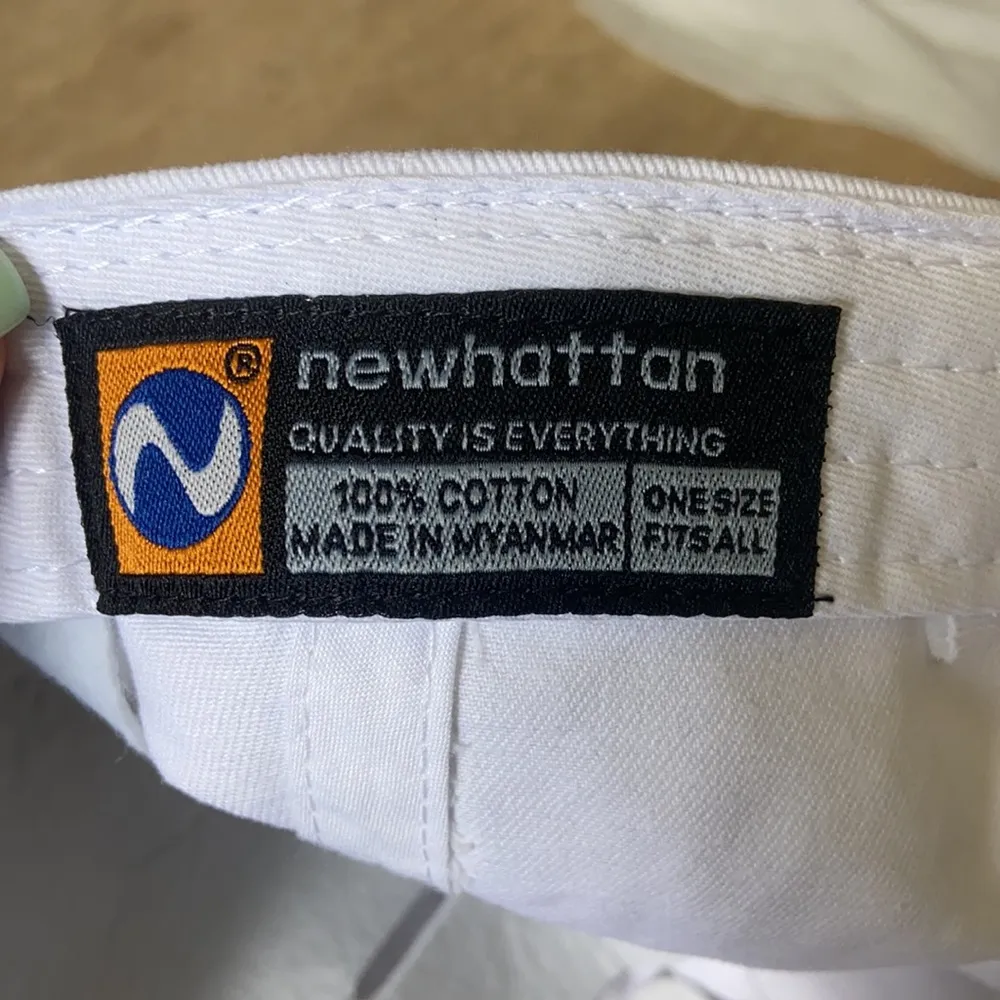 ®
newhattan
QUALITY IS EVERYTHING
100% COTTON
MADE IN MYANMAR
ONE SIZE
FITS ALL